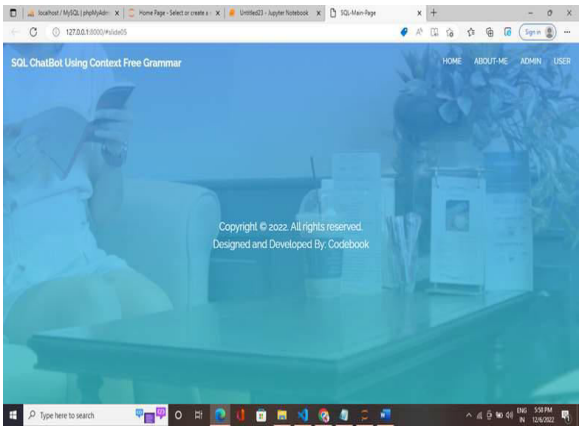 localhost / MySQL | phpMyAdm
Home Page - Select or create a
Untitled23 - Jupyter Notebook
SQL-Main-Page
127.0.0.1:8000/#slide05
Sign in
SQL ChatBot Using Context Free Grammar
HOME ABOUT-ME ADMIN USER
Copyright © 2022. All rights reserved.
Designed and Developed By: Codebook
Type here to search
ENG 5:58 PM
IN 12/6/2022